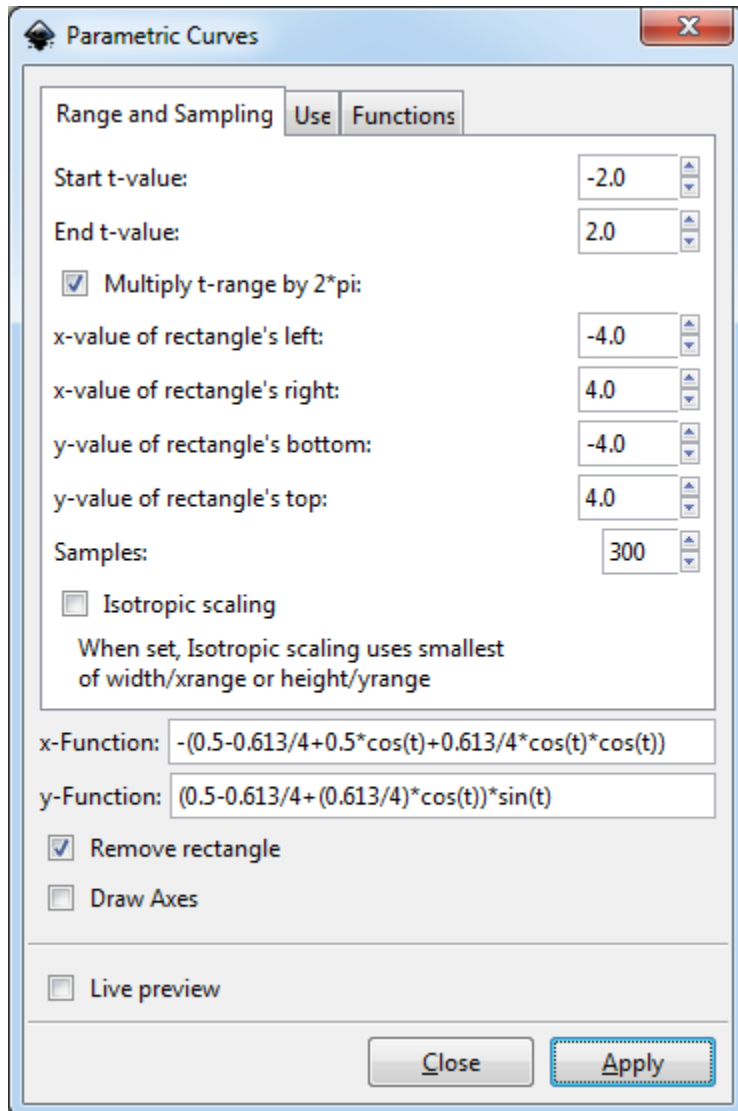 Parametric Curves
Range and Sampling Use Functions
Start t-value: -2.0
End t-value: 2.0
Multiply t-range by 2*pi:
x-value of rectangle's left: -4.0
x-value of rectangle's right: 4.0
y-value of rectangle's bottom: -4.0
y-value of rectangle's top: 4.0
Samples: 300
Isotropic scaling
When set, Isotropic scaling uses smallest
of width/xrange or height/yrange
x-Function: -(0.5-0.613/4+0.5*cos(t)+0.613/4*cos(t)*cos(t))
y-Function: (0.5-0.613/4+(0.613/4)*cos(t))*sin(t)
Remove rectangle
Draw Axes
Live preview
Close Apply